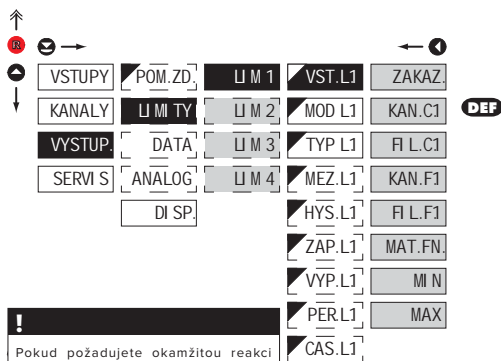 R
VSTUPY POM.ZD. LIM 1 VST.L1 ZAKAZ.
KANALY LIMITY LIM 2 MOD L1 KAN.C1 DEF
VYSTUP. DATA LIM 3 TYP L1 FIL.C1
SERVIS ANALOG LIM 4 MEZ.L1 KAN.F1
DISP. HYS.L1 FIL.F1
ZAP.L1 MAT.FN.
VYP.L1 MIN
! PER.L1 MAX
CAS.L1
Pokud požadujete okamžitou reakci